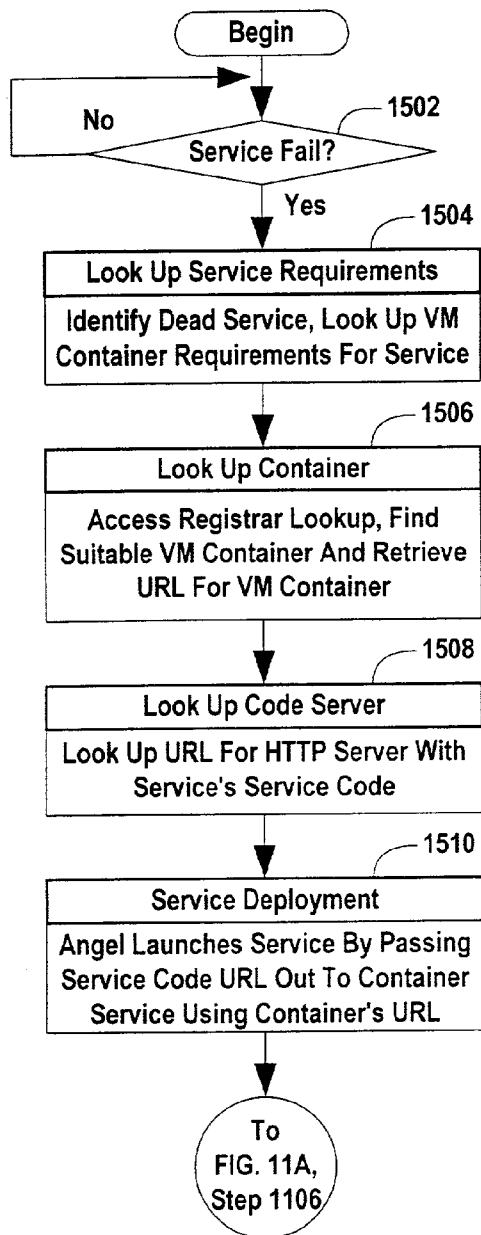 Begin
No
1502
Service Fail?
Yes
1504
Look Up Service Requirements
Identify Dead Service, Look Up VM
Container Requirements For Service
1506
Look Up Container
Access Registrar Lookup, Find
Suitable VM Container And Retrieve
URL For VM Container
1508
Look Up Code Server
Look Up URL For HTTP Server With
Service's Service Code
1510
Service Deployment
Angel Launches Service By Passing
Service Code URL Out To Container
Service Using Container's URL
To
FIG. 11A,
Step 1106